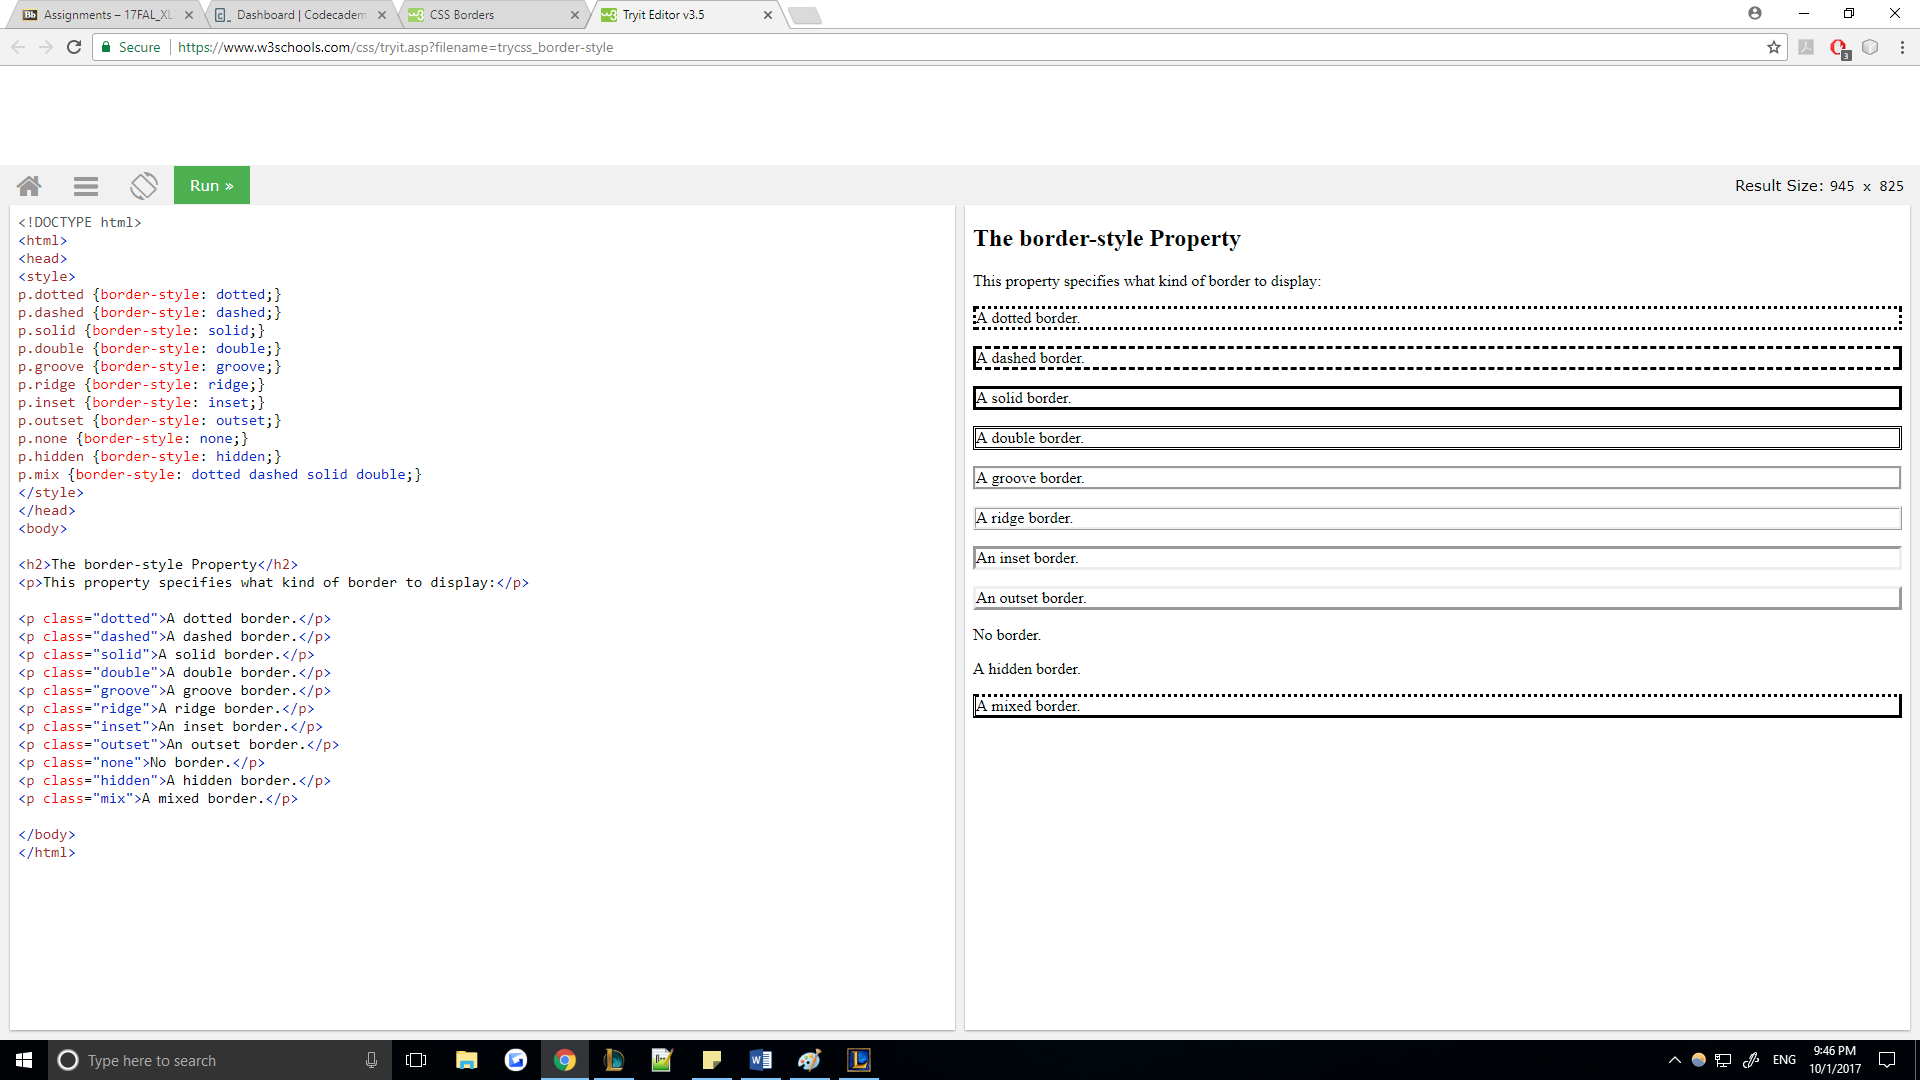 Assignments – 17FAL_XL
Dashboard | Codecadem
CSS Borders
Tryit Editor v3.5
Secure
https://www.w3schools.com/css/tryit.asp?filename=trycss_border-style
3
Run »
Result Size: 945 x 825
<!DOCTYPE html>
<html>
<head>
<style>
p.dotted {border-style: dotted;}
p.dashed {border-style: dashed;}
p.solid {border-style: solid;}
p.double {border-style: double;}
p.groove {border-style: groove;}
p.ridge {border-style: ridge;}
p.inset {border-style: inset;}
p.outset {border-style: outset;}
p.none {border-style: none;}
p.hidden {border-style: hidden;}
p.mix {border-style: dotted dashed solid double;}
</style>
</head>
<body>
<h2>The border-style Property</h2>
<p>This property specifies what kind of border to display:</p>
<p class="dotted">A dotted border.</p>
<p class="dashed">A dashed border.</p>
<p class="solid">A solid border.</p>
<p class="double">A double border.</p>
<p class="groove">A groove border.</p>
<p class="ridge">A ridge border.</p>
<p class="inset">An inset border.</p>
<p class="outset">An outset border.</p>
<p class="none">No border.</p>
<p class="hidden">A hidden border.</p>
<p class="mix">A mixed border.</p>
</body>
</html>
The border-style Property
This property specifies what kind of border to display:
A dotted border.
A dashed border.
A solid border.
A double border.
A groove border.
A ridge border.
An inset border.
An outset border.
No border.
A hidden border.
A mixed border.
Type here to search
ENG
9:46 PM
10/1/2017